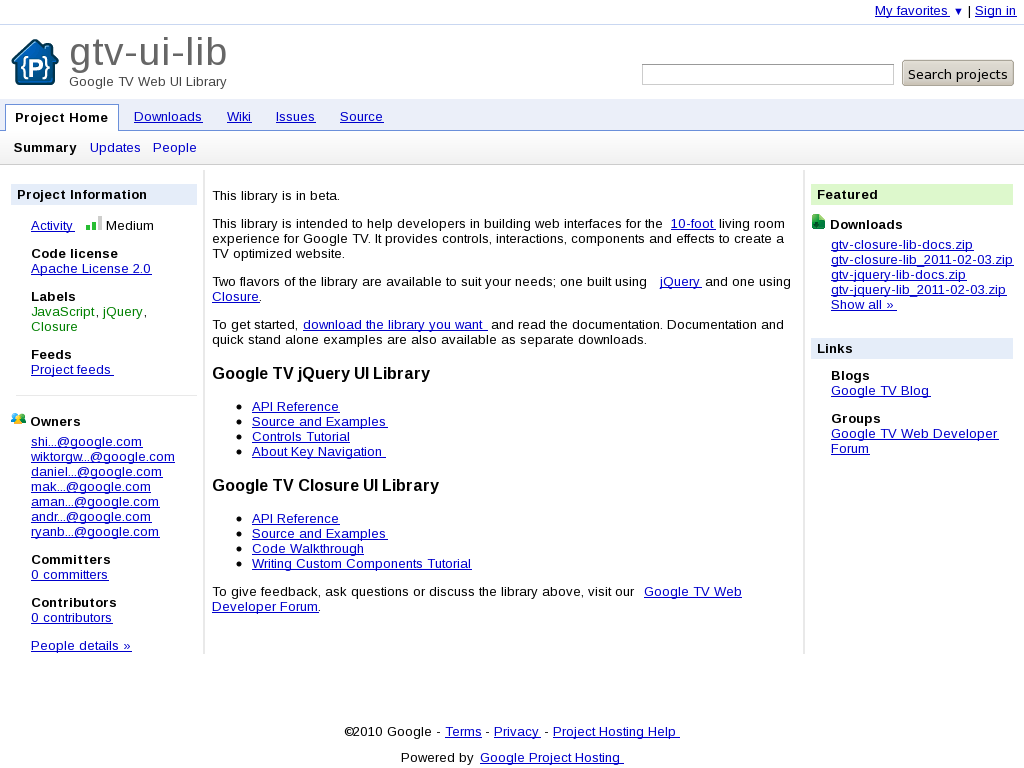 My favorites ▼ | Sign in
gtv-ui-lib
Google TV Web UI Library
Search projects
Project Home Downloads Wiki Issues Source
Summary Updates People
Project Information
Activity Medium
Code license
Apache License 2.0
Labels
JavaScript, jQuery,
Closure
Feeds
Project feeds
Owners
shi...@google.com
wiktorgw...@google.com
daniel...@google.com
mak...@google.com
aman...@google.com
andr...@google.com
ryanb...@google.com
Committers
0 committers
Contributors
0 contributors
People details »
This library is in beta.
This library is intended to help developers in building web interfaces for the 10-foot living room
experience for Google TV. It provides controls, interactions, components and effects to create a
TV optimized website.
Two flavors of the library are available to suit your needs; one built using jQuery and one using
Closure.
To get started, download the library you want and read the documentation. Documentation and
quick stand alone examples are also available as separate downloads.
Google TV jQuery UI Library
• API Reference
• Source and Examples
• Controls Tutorial
• About Key Navigation
Google TV Closure UI Library
• API Reference
• Source and Examples
• Code Walkthrough
• Writing Custom Components Tutorial
To give feedback, ask questions or discuss the library above, visit our Google TV Web
Developer Forum.
Featured
Downloads
gtv-closure-lib-docs.zip
gtv-closure-lib_2011-02-03.zip
gtv-jquery-lib-docs.zip
gtv-jquery-lib_2011-02-03.zip
Show all »
Links
Blogs
Google TV Blog
Groups
Google TV Web Developer
Forum
©2010 Google - Terms - Privacy - Project Hosting Help
Powered by Google Project Hosting